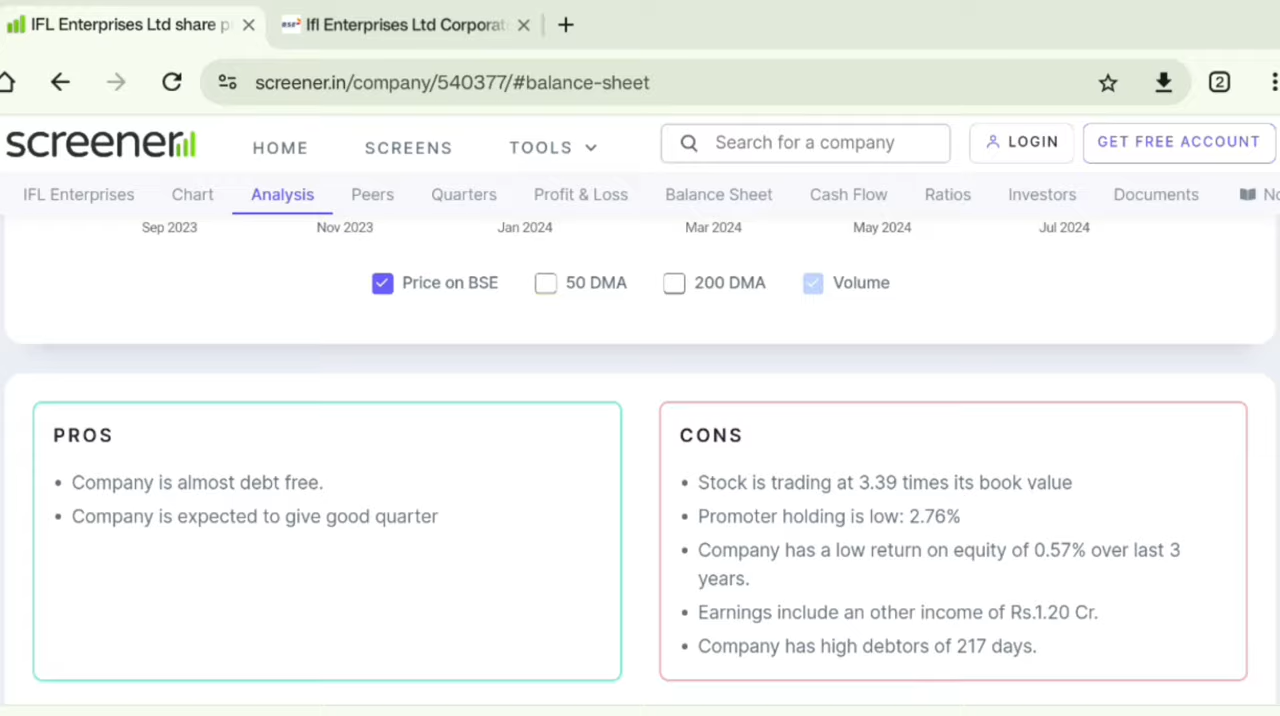 IFL Enterprises Ltd share p
BSE Ifl Enterprises Ltd Corporat
screener.in/company/540377/#balance-sheet
2
screener
HOME
SCREENS
TOOLS
Search for a company
LOGIN
GET FREE ACCOUNT
IFL Enterprises
Chart
Analysis
Peers
Quarters
Profit & Loss
Balance Sheet
Cash Flow
Ratios
Investors
Documents
No
Sep 2023
Nov 2023
Jan 2024
Mar 2024
May 2024
Jul 2024
Price on BSE
50 DMA
200 DMA
Volume
PROS
• Company is almost debt free.
• Company is expected to give good quarter
CONS
• Stock is trading at 3.39 times its book value
• Promoter holding is low: 2.76%
• Company has a low return on equity of 0.57% over last 3
years.
• Earnings include an other income of Rs.1.20 Cr.
• Company has high debtors of 217 days.